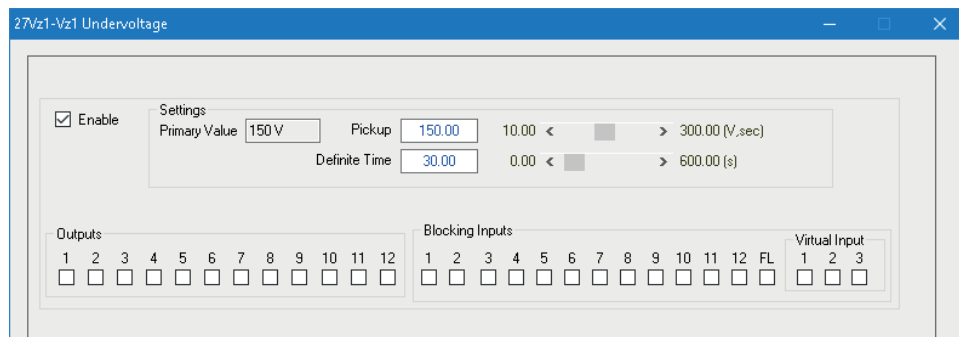 27Vz1-Vz1 Undervoltage
Settings
Enable
Primary Value 150 V Pickup 150.00 10.00 < > 300.00 (V,sec)
Definite Time 30.00 0.00 < > 600.00 (s)
Outputs
1 2 3 4 5 6 7 8 9 10 11 12
Blocking Inputs
1 2 3 4 5 6 7 8 9 10 11 12 FL
Virtual Input
1 2 3